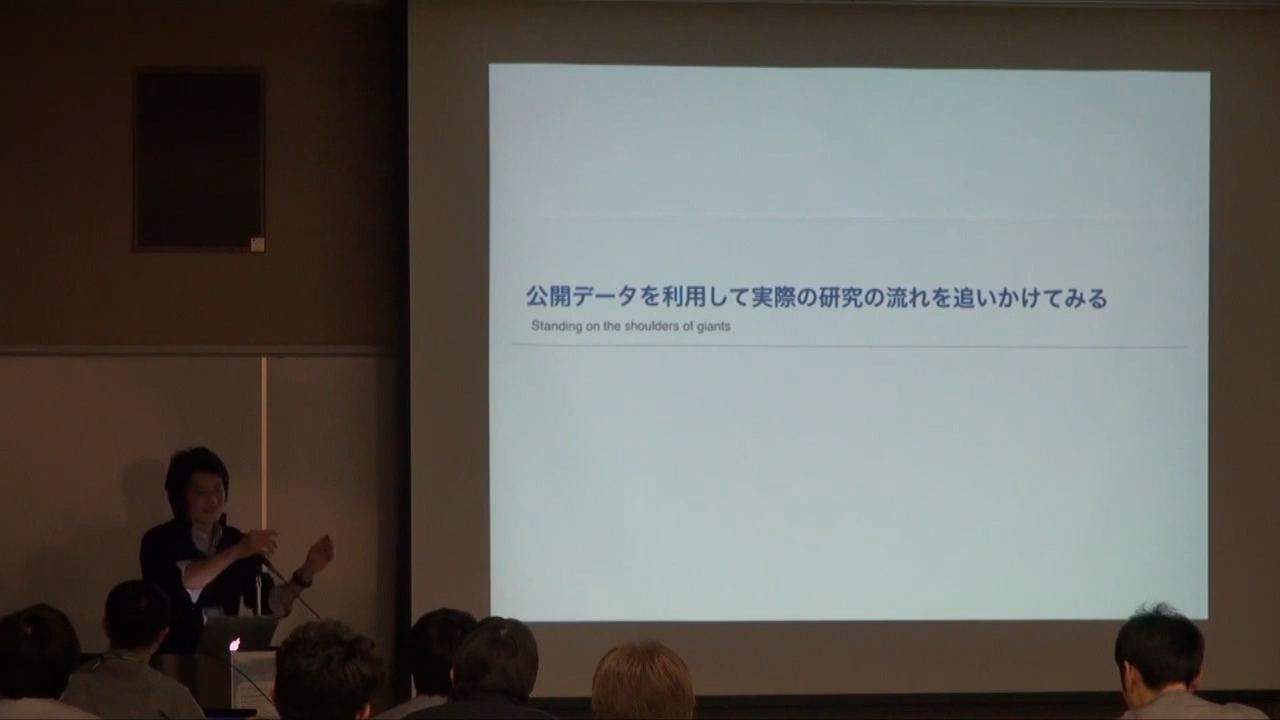 公開データを利用して実際の研究の流れを追いかけてみる
Standing on the shoulders of giants